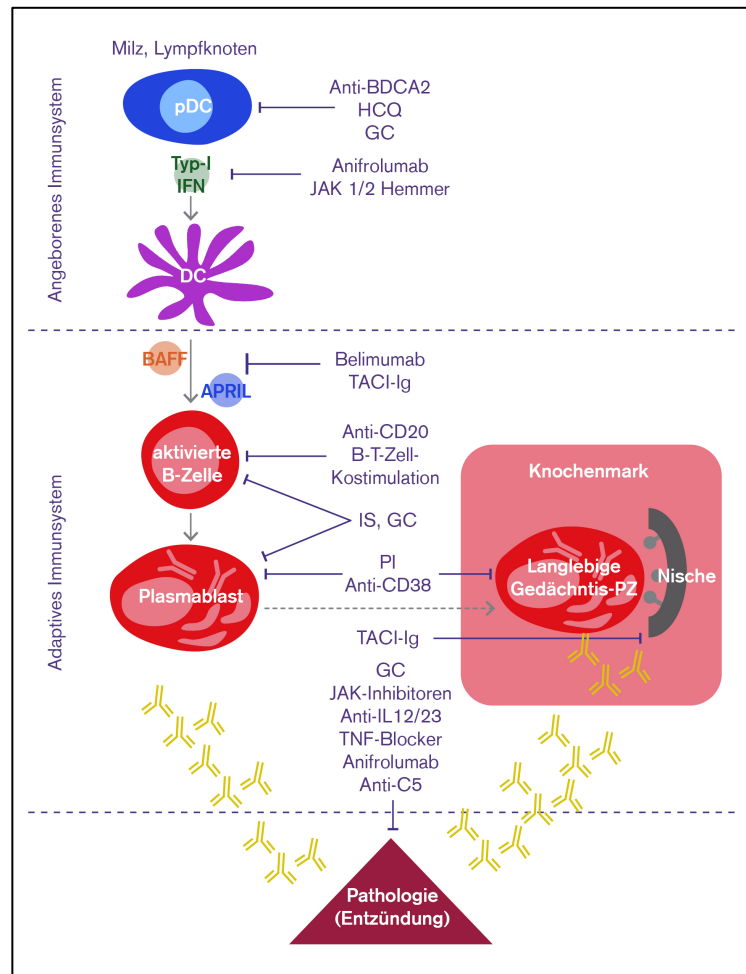 Milz, Lympfknoten
pDC
Anti-BDCA2
HCQ
GC
Typ-I
IFN
Anifrolumab
JAK 1/2 Hemmer
DC
Angeborenes Immunsystem
BAFF
APRIL
Belimumab
TACI-Ig
aktivierte
B-Zelle
Anti-CD20
B-T-Zell-
Kostimulation
IS, GC
Plasmablast
PI
Anti-CD38
Knochenmark
Langlebige
Gedächtnis-PZ
Nische
TACI-Ig
Adaptives Immunsystem
GC
JAK-Inhibitoren
Anti-IL12/23
TNF-Blocker
Anifrolumab
Anti-C5
Pathologie
(Entzündung)